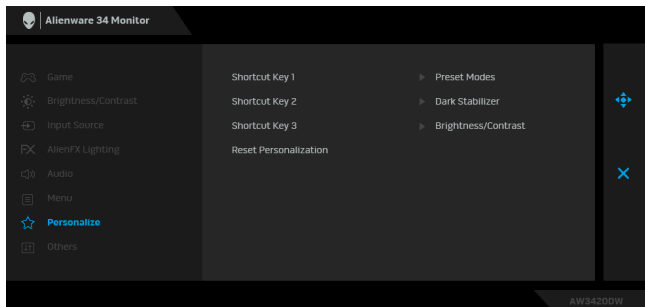 Alienware 34 Monitor
Game
Brightness/Contrast
Input Source
AlienFX Lighting
Audio
Menu
Personalize
Others
Shortcut Key 1 Preset Modes
Shortcut Key 2 Dark Stabilizer
Shortcut Key 3 Brightness/Contrast
Reset Personalization
AW3420DW